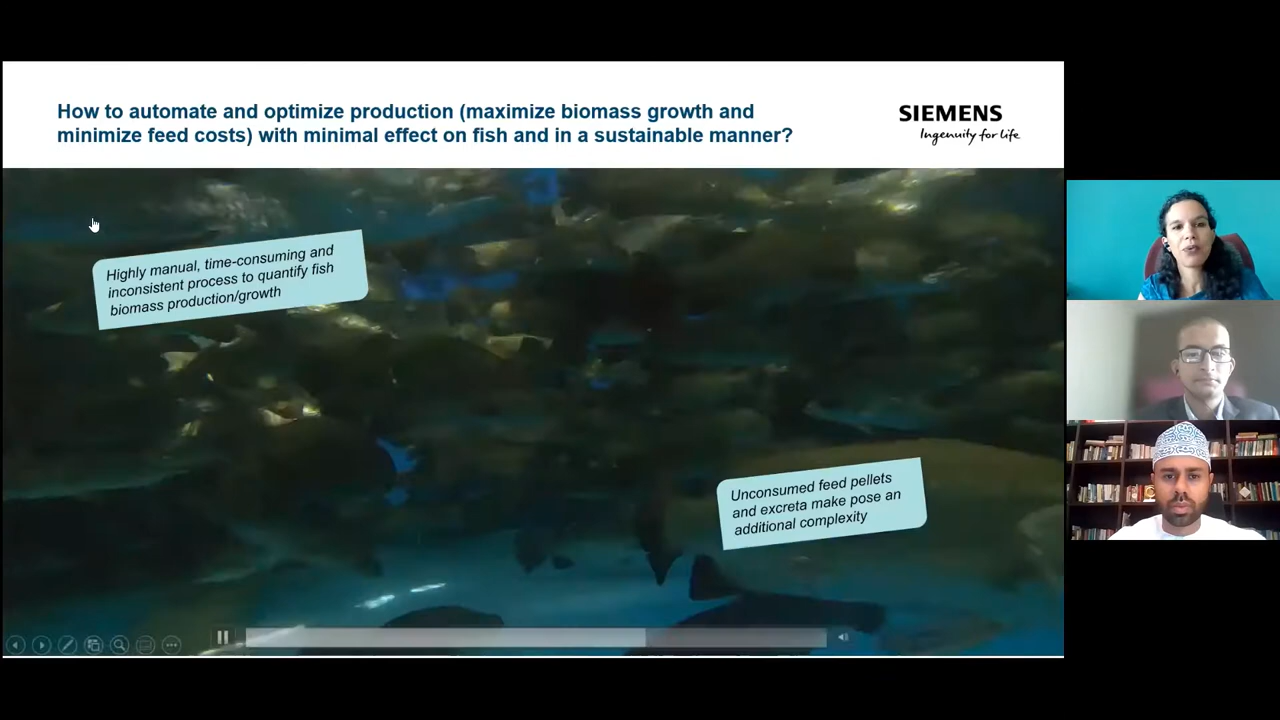 How to automate and optimize production (maximize biomass growth and
minimize feed costs) with minimal effect on fish and in a sustainable manner?
SIEMENS
Ingenuity for life
Highly manual, time-consuming and
inconsistent process to quantify fish
biomass production/growth
Unconsumed feed pellets
and excreta make pose an
additional complexity